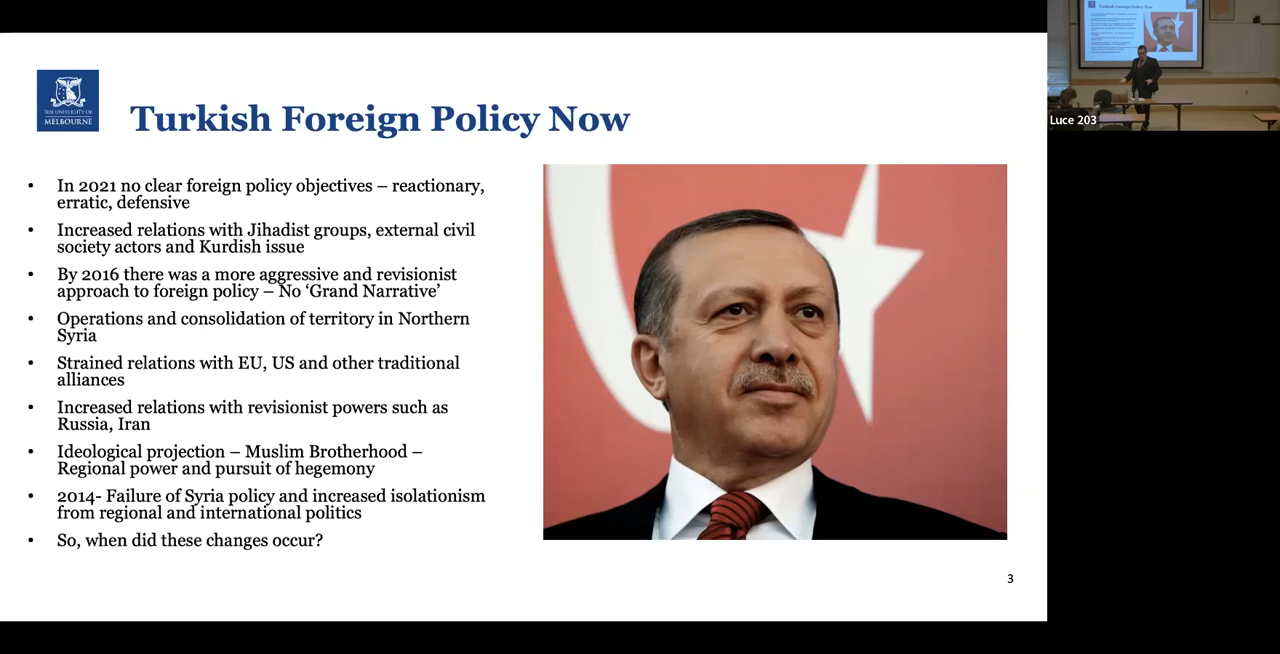 THE UNIVERSITY OF
MELBOURNE
Turkish Foreign Policy Now
• In 2021 no clear foreign policy objectives – reactionary,
erratic, defensive
• Increased relations with Jihadist groups, external civil
society actors and Kurdish issue
• By 2016 there was a more aggressive and revisionist
approach to foreign policy – No ‘Grand Narrative’
• Operations and consolidation of territory in Northern
Syria
• Strained relations with EU, US and other traditional
alliances
• Increased relations with revisionist powers such as
Russia, Iran
• Ideological projection – Muslim Brotherhood –
Regional power and pursuit of hegemony
• 2014- Failure of Syria policy and increased isolationism
from regional and international politics
• So, when did these changes occur?
3
Turkish Foreign Policy Now
Luce 203